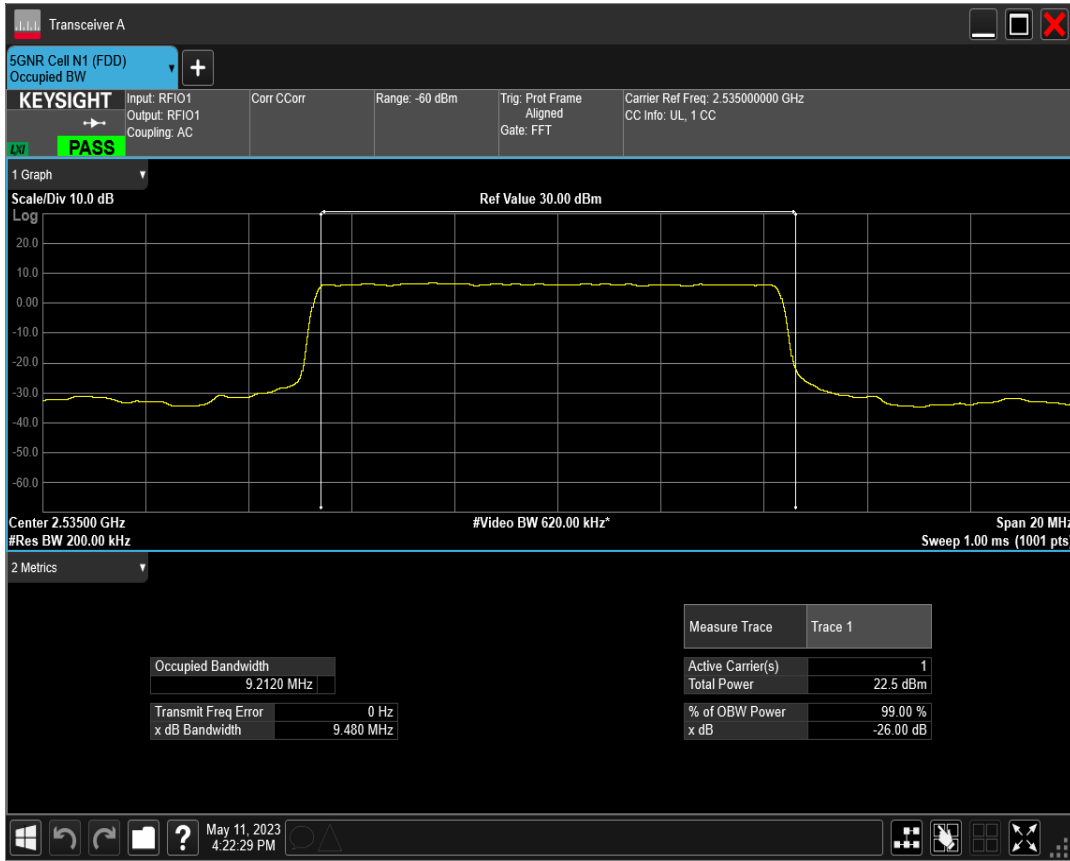 Transceiver A
5GNR Cell N1 (FDD)
Occupied BW
+
KEYSIGHT
LXI
PASS
Input: RFIO1
Output: RFIO1
Coupling: AC
Corr CCorr
Range: -60 dBm
Trig: Prot Frame
Aligned
Gate: FFT
Carrier Ref Freq: 2.535000000 GHz
CC Info: UL, 1 CC
1 Graph
Scale/Div 10.0 dB
Ref Value 30.00 dBm
Log
20.0
10.0
0.00
-10.0
-20.0
-30.0
-40.0
-50.0
-60.0
Center 2.53500 GHz
#Video BW 620.00 kHz*
Span 20 MHz
#Res BW 200.00 kHz
Sweep 1.00 ms (1001 pts)
2 Metrics
Measure Trace Trace 1
Occupied Bandwidth
9.2120 MHz
Active Carrier(s) 1
Total Power 22.5 dBm
Transmit Freq Error 0 Hz
x dB Bandwidth 9.480 MHz
% of OBW Power 99.00 %
x dB -26.00 dB
?
May 11, 2023
4:22:29 PM